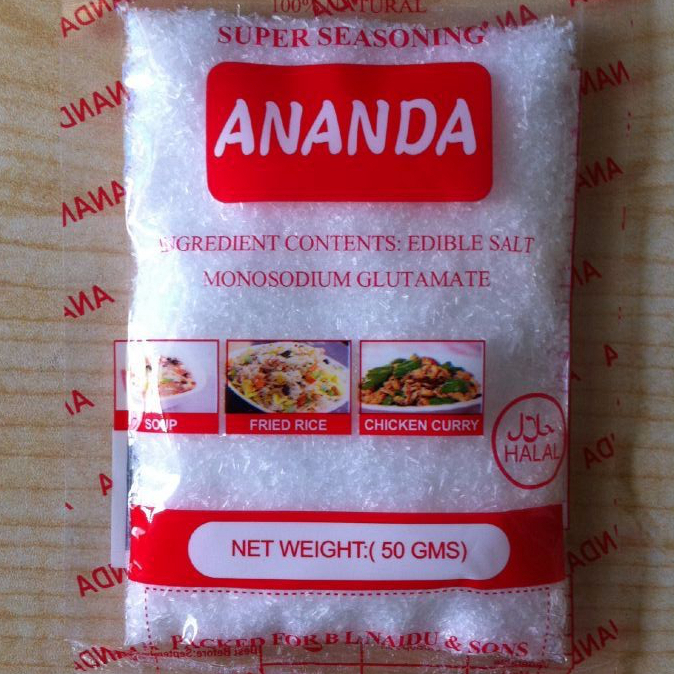 100% NATURAL
SUPER SEASONING
ANANDA
INGREDIENT CONTENTS: EDIBLE SALT
MONOSODIUM GLUTAMATE
SOUP
FRIED RICE
CHICKEN CURRY
حلال
HALAL
NET WEIGHT:( 50 GMS)
PACKED FOR B L NAIDU & SONS